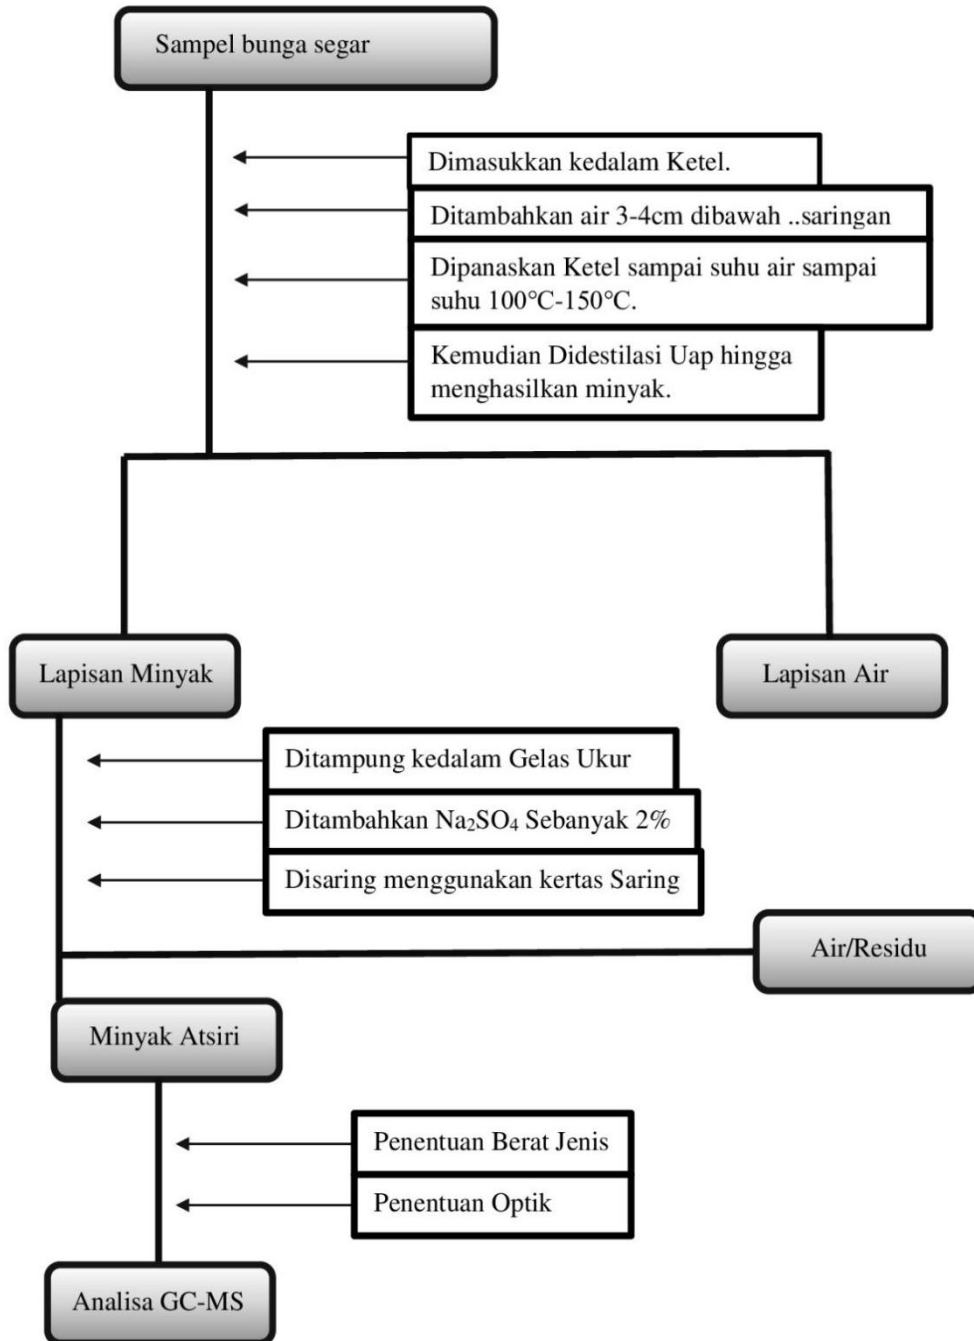 Sampel bunga segar
Dimasukkan kedalam Ketel.
Ditambahkan air 3-4cm dibawah ..saringan
Dipanaskan Ketel sampai suhu air sampai
suhu 100°C-150°C.
Kemudian Didestilasi Uap hingga
menghasilkan minyak.
Lapisan Minyak
Lapisan Air
Ditampung kedalam Gelas Ukur
Ditambahkan Na₂SO₄ Sebanyak 2%
Disaring menggunakan kertas Saring
Air/Residu
Minyak Atsiri
Penentuan Berat Jenis
Penentuan Optik
Analisa GC-MS